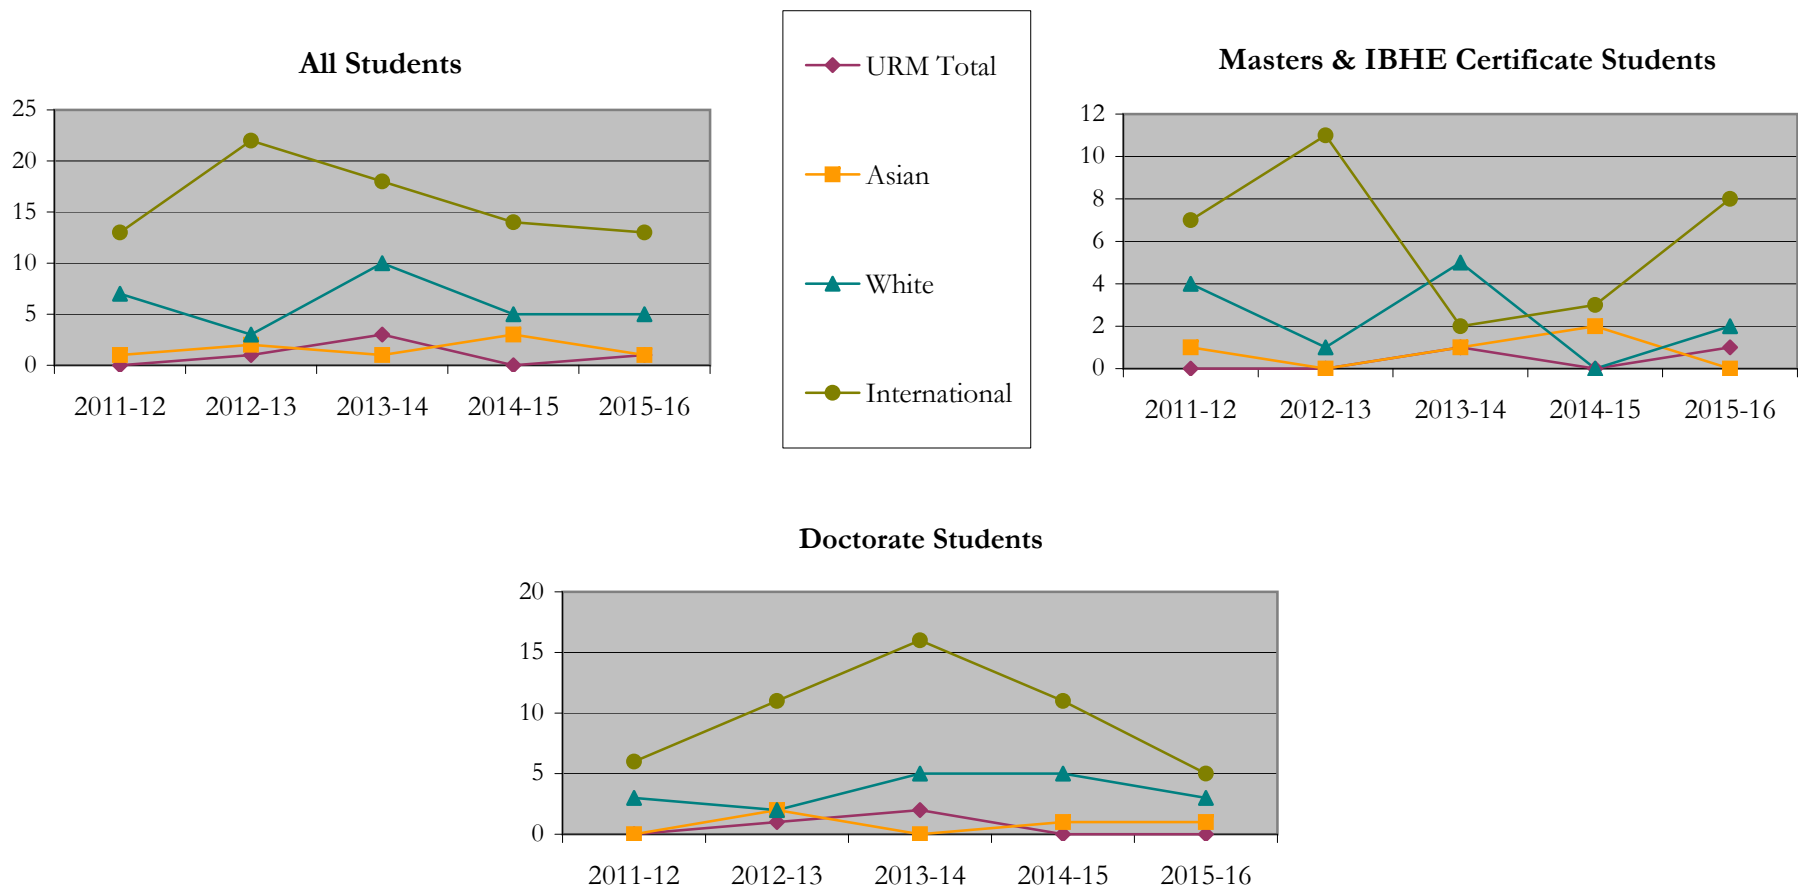 All Students
25
20
15
10
5
0
2011-12 2012-13 2013-14 2014-15 2015-16
URM Total
Asian
White
International
Masters & IBHE Certificate Students
12
10
8
6
4
2
0
2011-12 2012-13 2013-14 2014-15 2015-16
Doctorate Students
20
15
10
5
0
2011-12 2012-13 2013-14 2014-15 2015-16